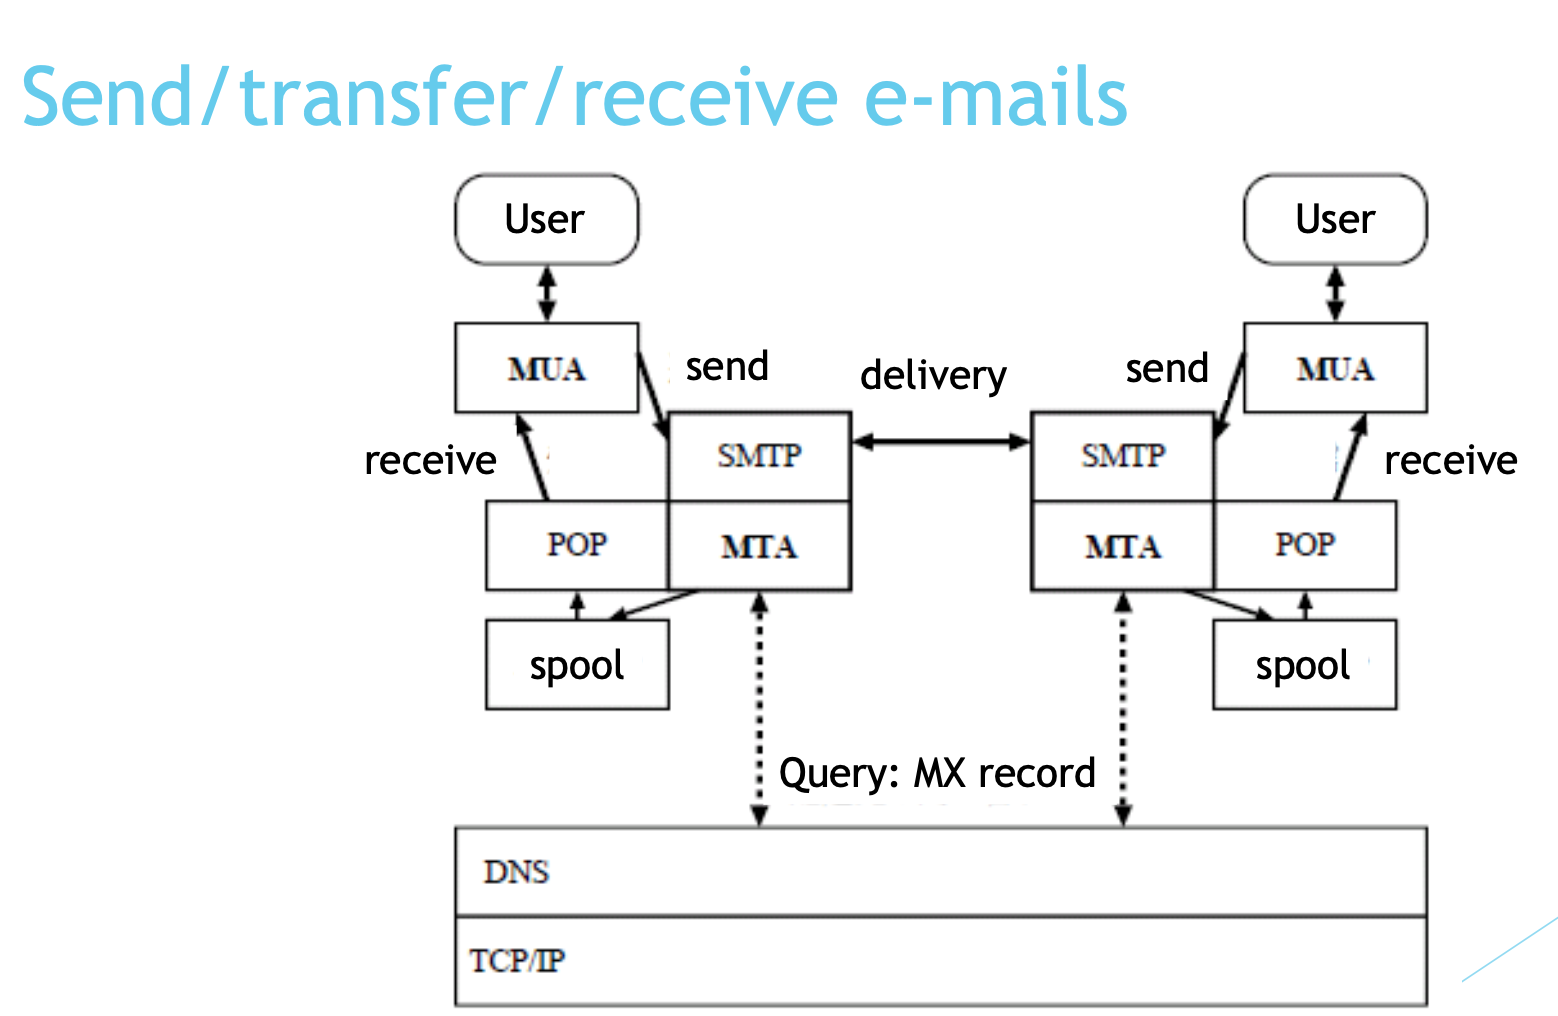 Send/transfer/receive e-mails
User
User
MUA
send
delivery
send
MUA
receive
SMTP
SMTP
receive
POP
MTA
MTA
POP
spool
spool
Query: MX record
DNS
TCP/IP